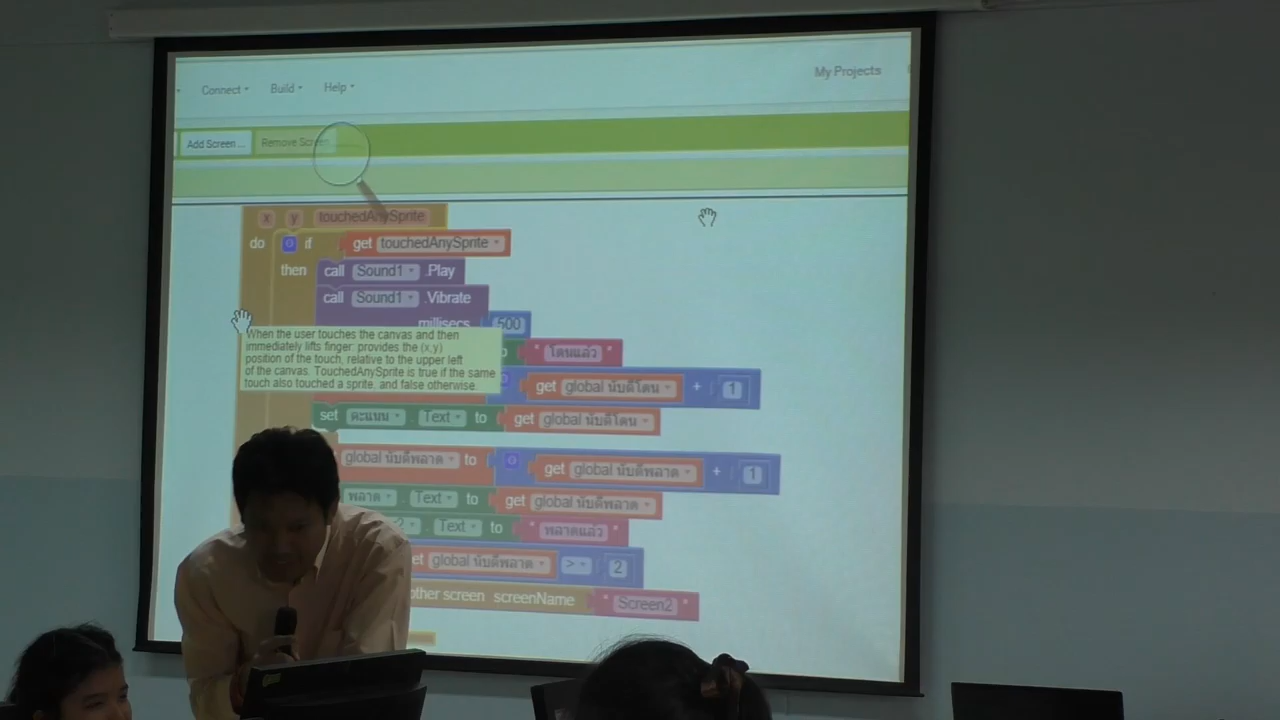 Connect Build Help My Projects
Add Screen ... Remove Screen
x y touchedAnySprite
do if get touchedAnySprite
then call Sound1 .Play
call Sound1 .Vibrate
millisecs 500
When the user touches the canvas and then
immediately lifts finger: provides the (x,y)
position of the touch, relative to the upper left
of the canvas. TouchedAnySprite is true if the same
touch also touched a sprite, and false otherwise.
" โดนแล้ว "
get global นับตีโดน + 1
set คะแนน . Text to get global นับตีโดน
global นับตีพลาด to get global นับตีพลาด + 1
พลาด . Text to get global นับตีพลาด
. Text to " พลาดแล้ว "
global นับตีพลาด > 2
screen screenName " Screen2 "